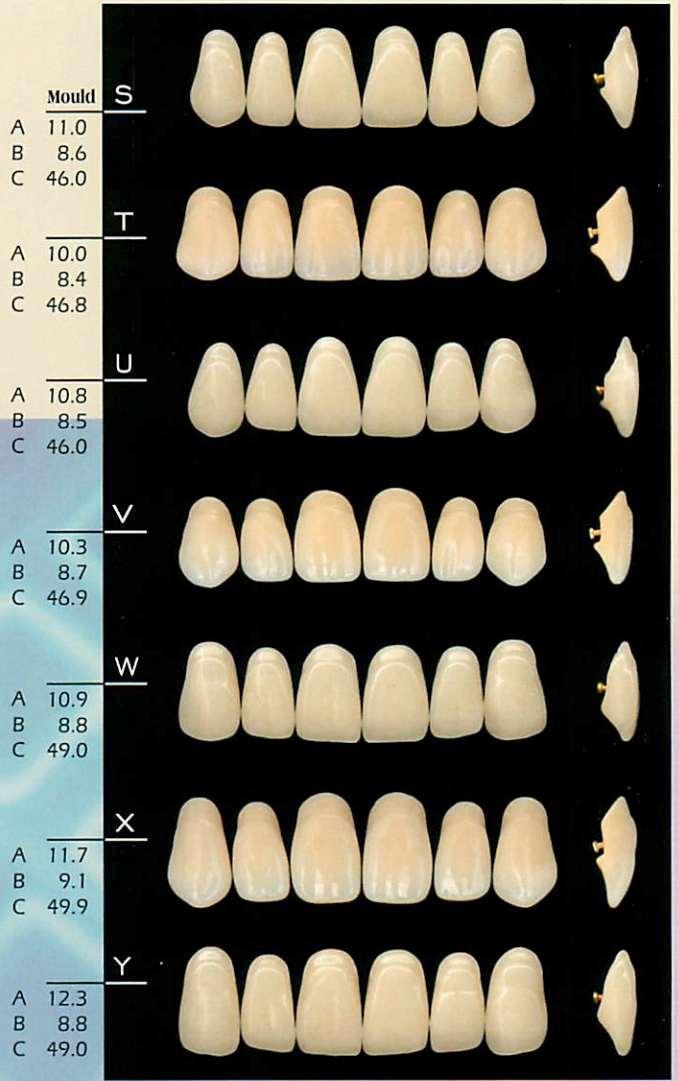 Mould S
A 11.0
B 8.6
C 46.0
T
A 10.0
B 8.4
C 46.8
U
A 10.8
B 8.5
C 46.0
V
A 10.3
B 8.7
C 46.9
W
A 10.9
B 8.8
C 49.0
X
A 11.7
B 9.1
C 49.9
Y
A 12.3
B 8.8
C 49.0